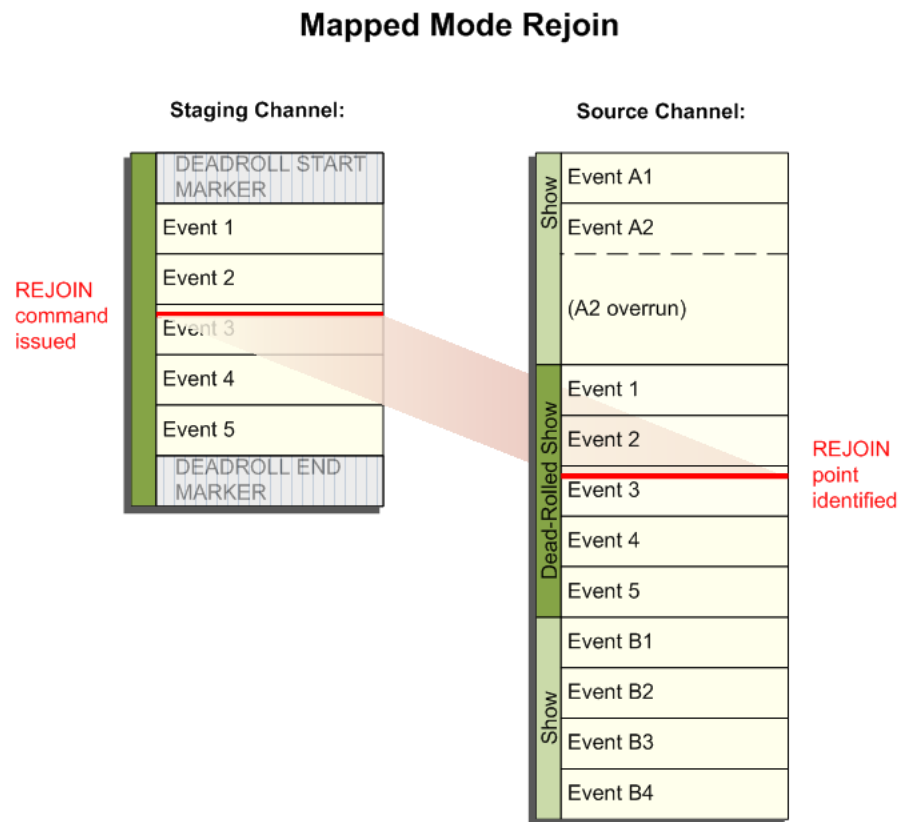 Mapped Mode Rejoin
Staging Channel:
DEADROLL START
MARKER
Event 1
Event 2
Event 3
Event 4
Event 5
DEADROLL END
MARKER
REJOIN
command
issued
Source Channel:
Show
Event A1
Event A2
(A2 overrun)
Dead-Rolled Show
Event 1
Event 2
Event 3
Event 4
Event 5
Show
Event B1
Event B2
Event B3
Event B4
REJOIN
point
identified